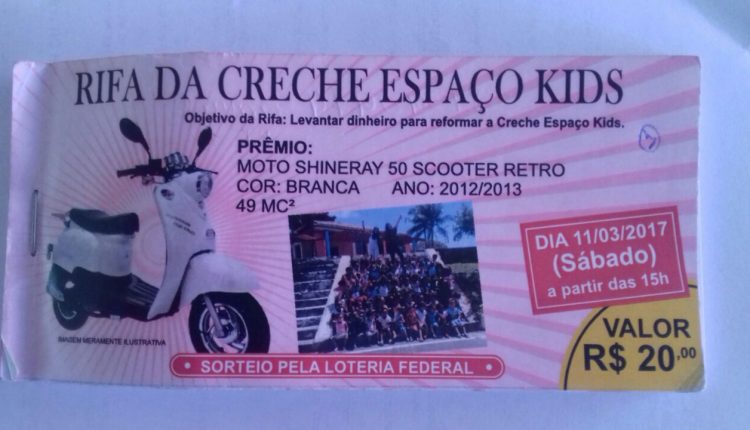 RIFA DA CRECHE ESPAÇO KIDS
Objetivo da Rifa: Levantar dinheiro para reformar a Creche Espaço Kids.
PRÊMIO:
MOTO SHINERAY 50 SCOOTER RETRO
COR: BRANCA ANO: 2012/2013
49 MC²
DIA 11/03/2017
(Sábado)
a partir das 15h
IMAGEM MERAMENTE ILUSTRATIVA
VALOR
R$ 20,00
• SORTEIO PELA LOTERIA FEDERAL •